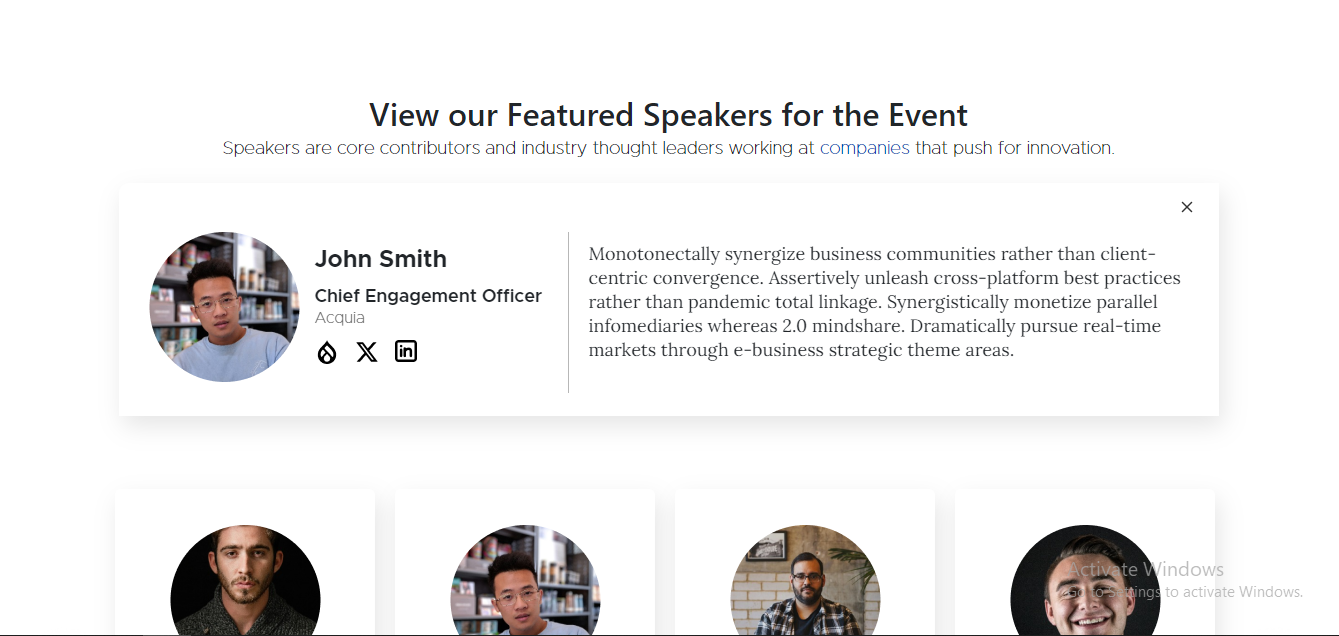 View our Featured Speakers for the Event
Speakers are core contributors and industry thought leaders working at companies that push for innovation.
John Smith
Chief Engagement Officer
Acquia
Monotonectally synergize business communities rather than client-
centric convergence. Assertively unleash cross-platform best practices
rather than pandemic total linkage. Synergistically monetize parallel
infomediaries whereas 2.0 mindshare. Dramatically pursue real-time
markets through e-business strategic theme areas.
Activate Windows
Go to Settings to activate Windows.